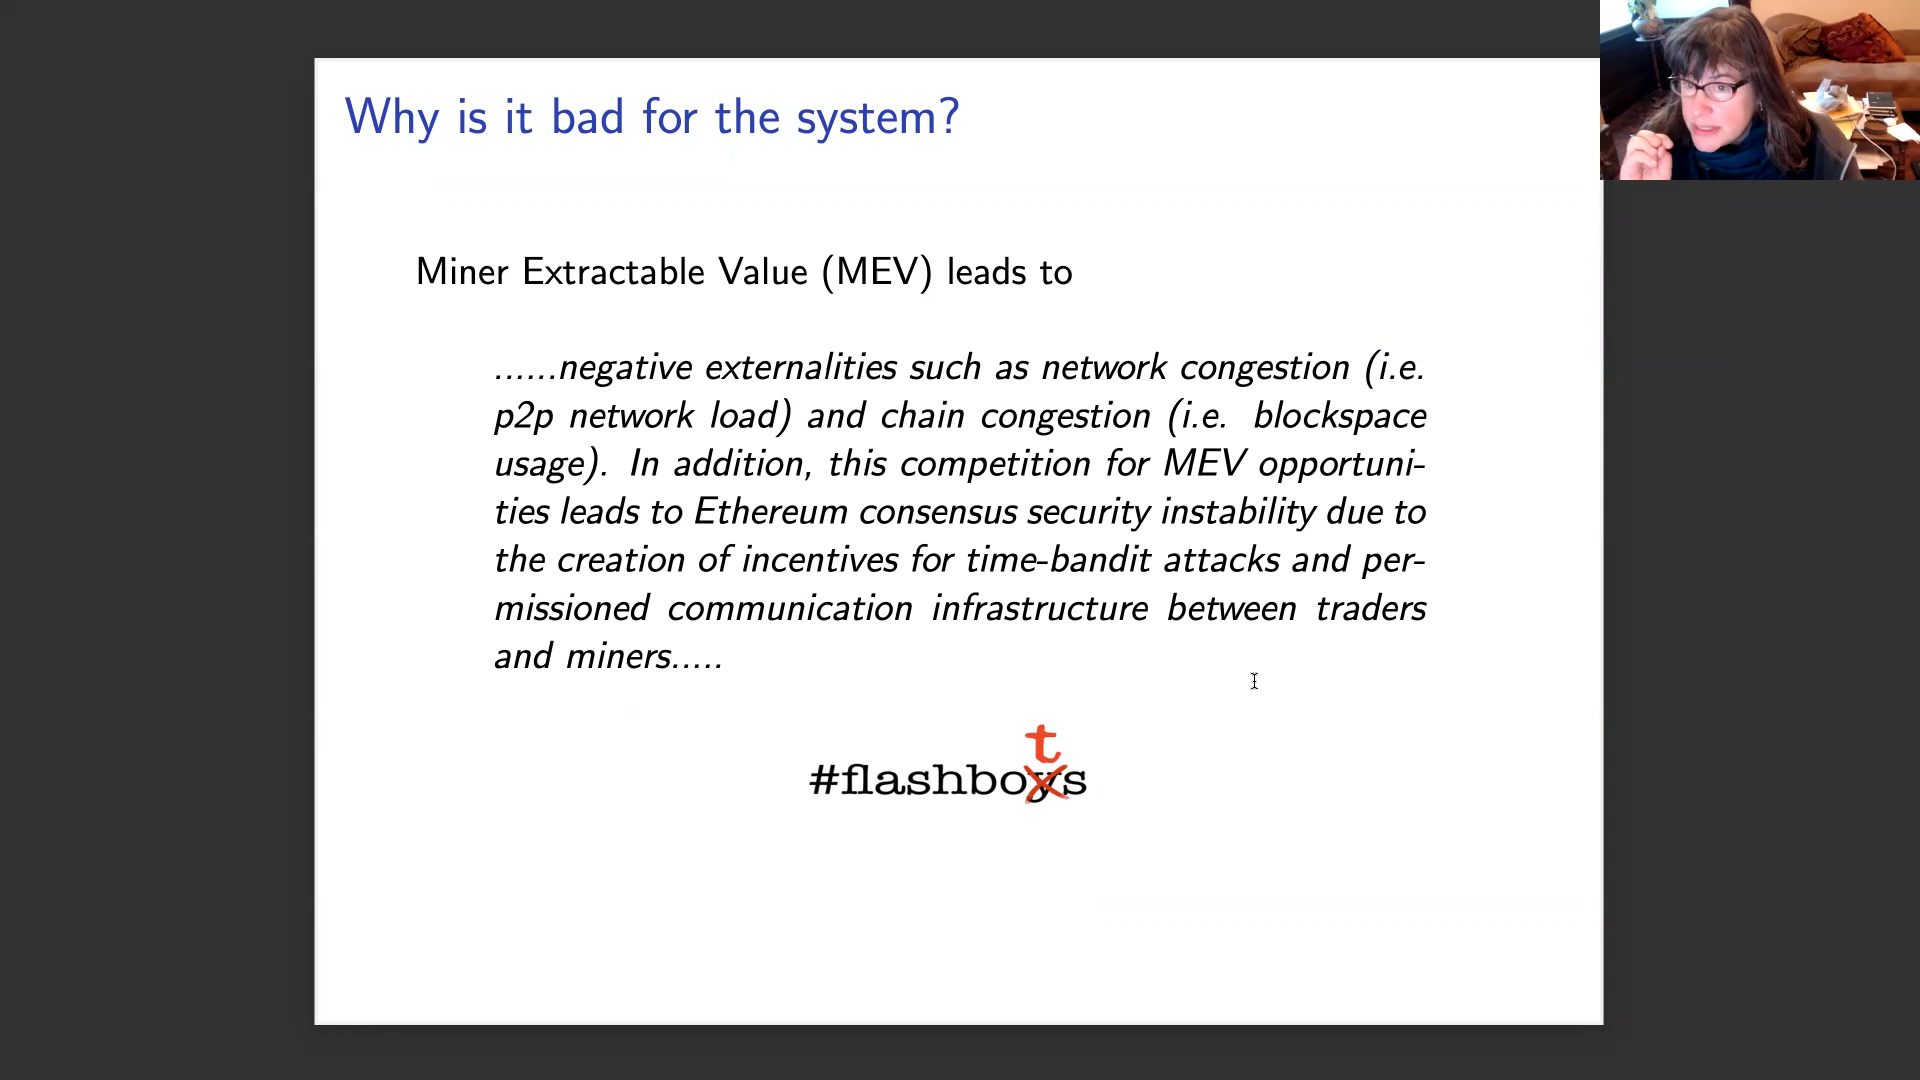 Why is it bad for the system?
Miner Extractable Value (MEV) leads to
......negative externalities such as network congestion (i.e.
p2p network load) and chain congestion (i.e. blockspace
usage). In addition, this competition for MEV opportuni-
ties leads to Ethereum consensus security instability due to
the creation of incentives for time-bandit attacks and per-
missioned communication infrastructure between traders
and miners.....
t
#flashboys